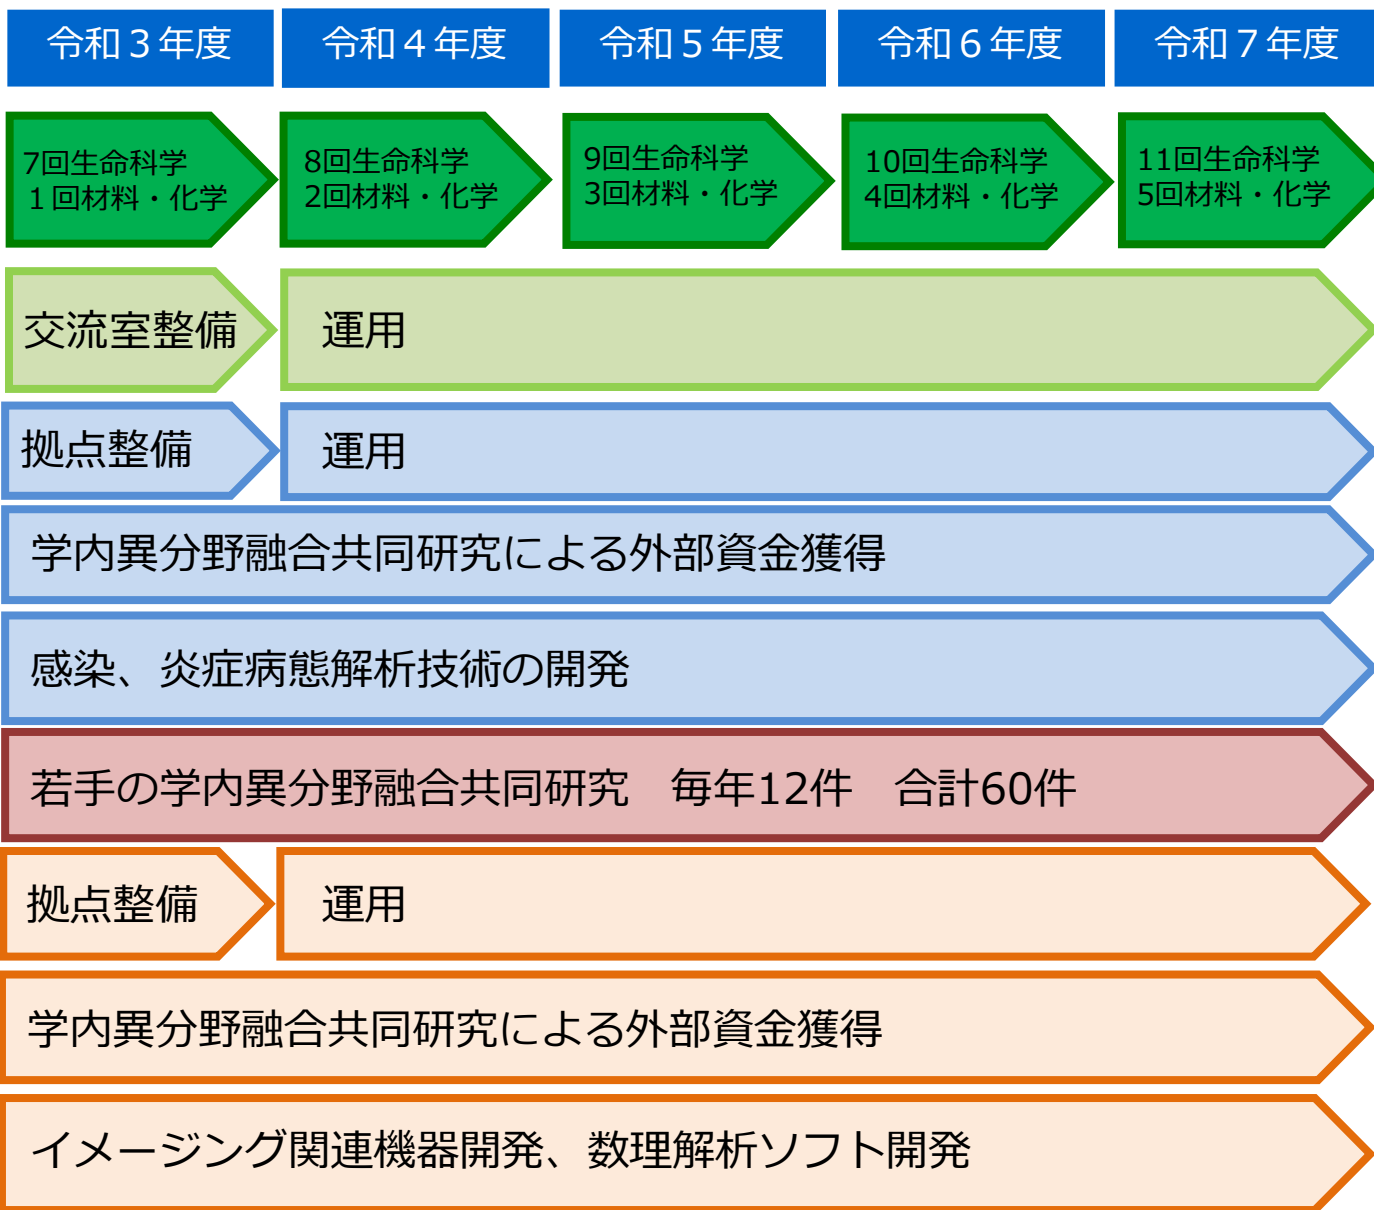 令和３年度
令和４年度
令和５年度
令和６年度
令和７年度
7回生命科学
１回材料・化学
8回生命科学
2回材料・化学
9回生命科学
3回材料・化学
10回生命科学
4回材料・化学
11回生命科学
5回材料・化学
交流室整備
運用
拠点整備
運用
学内異分野融合共同研究による外部資金獲得
感染、炎症病態解析技術の開発
若手の学内異分野融合共同研究　毎年12件　合計60件
拠点整備
運用
学内異分野融合共同研究による外部資金獲得
イメージング関連機器開発、数理解析ソフト開発